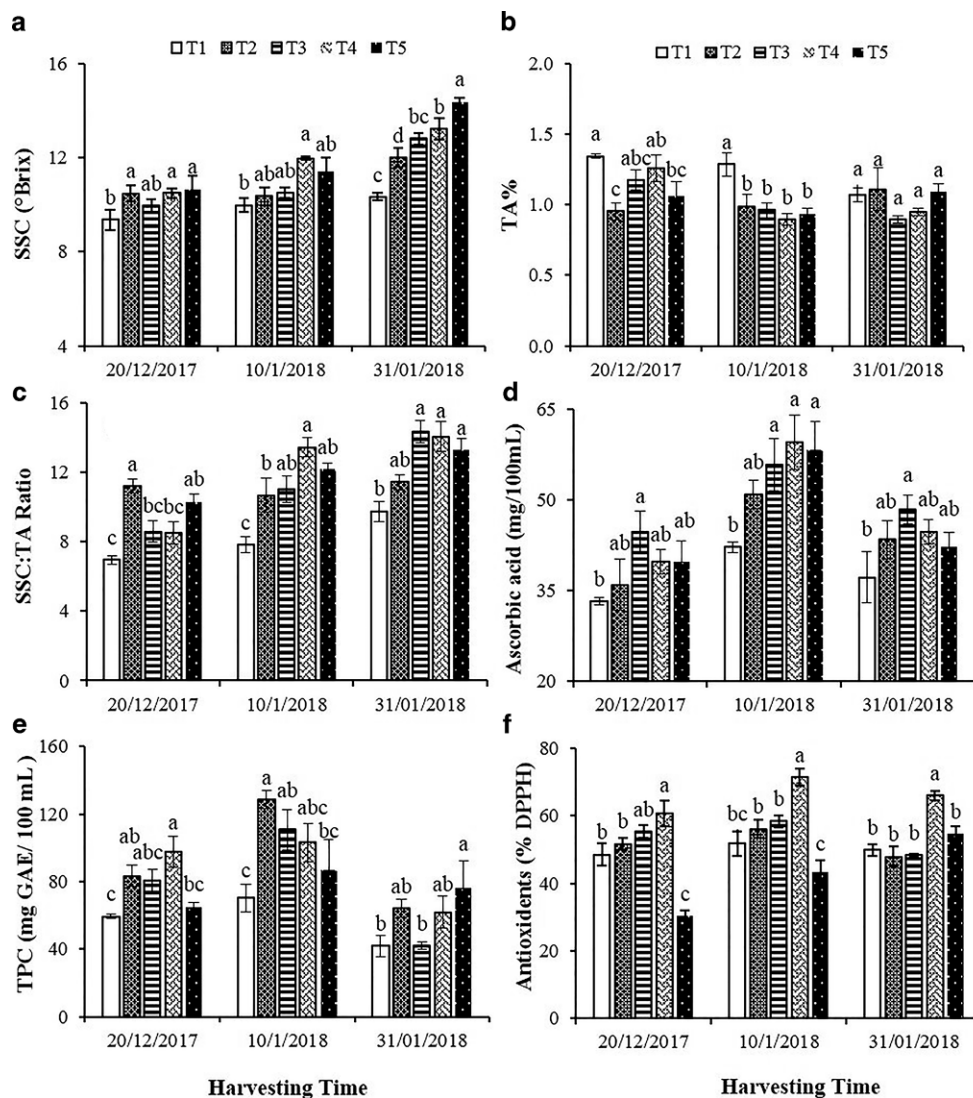 a
T1 T2 T3 T4 T5
SSC (°Brix)
16
12
8
4
b a ab a a
b ab ab a ab
c d bc b a
20/12/2017 10/1/2018 31/01/2018
b
T1 T2 T3 T4 T5
TA%
2.0
1.5
1.0
0.5
0.0
a c abc ab bc
a b b b b
a a a a a
20/12/2017 10/1/2018 31/01/2018
c
SSC:TA Ratio
16
12
8
4
0
c a bc bc ab
c b ab a ab
b ab a a a
20/12/2017 10/1/2018 31/01/2018
d
Ascorbic acid (mg/100mL)
65
50
35
20
b ab a ab ab
b ab a a a
b ab a ab ab
20/12/2017 10/1/2018 31/01/2018
e
TPC (mg GAE/ 100 mL )
160
120
80
40
0
c ab abc a bc
c a ab abc bc
b ab b ab a
20/12/2017 10/1/2018 31/01/2018
Harvesting Time
f
Antioxidents (% DPPH)
80
60
40
20
0
b b ab a c
bc b b a c
b b b a b
20/12/2017 10/1/2018 31/01/2018
Harvesting Time